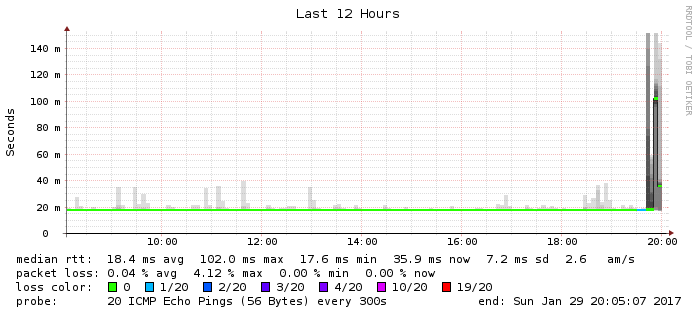 Last 12 Hours
RRDTOOL / TOBI OETIKER
Seconds
140 m
120 m
100 m
80 m
60 m
40 m
20 m
0
10:00 12:00 14:00 16:00 18:00 20:00
median rtt: 18.4 ms avg 102.0 ms max 17.6 ms min 35.9 ms now 7.2 ms sd 2.6 am/s
packet loss: 0.04 % avg 4.12 % max 0.00 % min 0.00 % now
loss color: 0 1/20 2/20 3/20 4/20 10/20 19/20
probe: 20 ICMP Echo Pings (56 Bytes) every 300s end: Sun Jan 29 20:05:07 2017